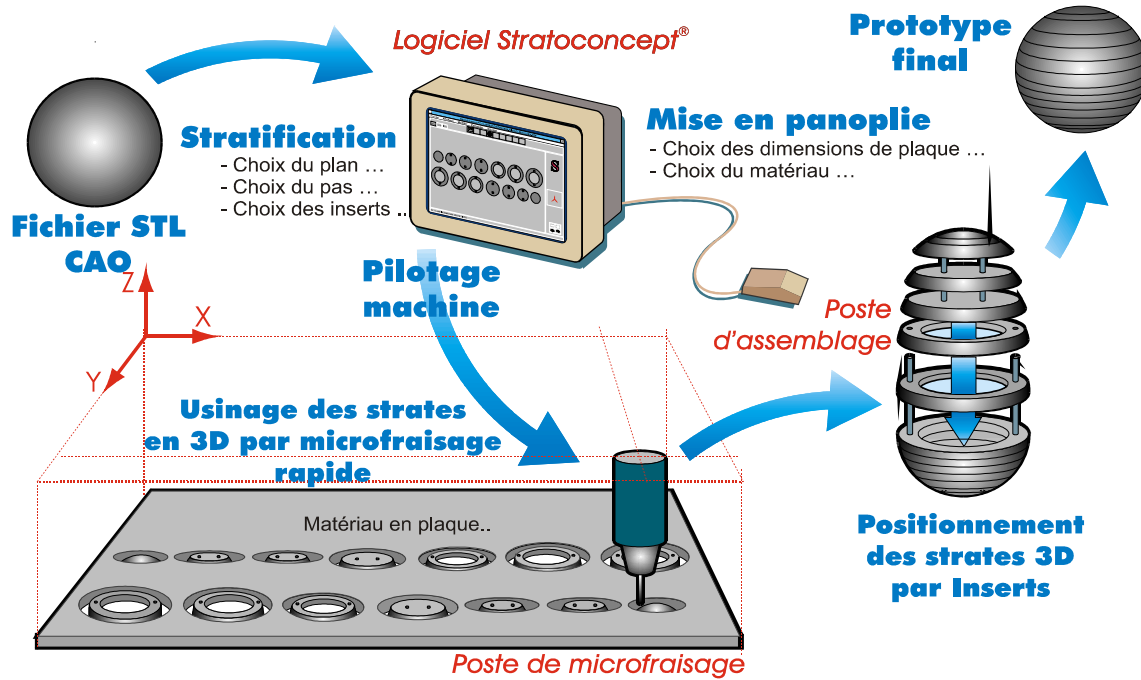 Logiciel Stratoconcept®
Prototype
final
Stratification
- Choix du plan ...
- Choix du pas ...
- Choix des inserts ..
Mise en panoplie
- Choix des dimensions de plaque ...
- Choix du matériau ...
Fichier STL
CAO
Pilotage
machine
Z
X
Y
Poste
d'assemblage
Usinage des strates
en 3D par microfraisage
rapide
Matériau en plaque..
Positionnement
des strates 3D
par Inserts
Poste de microfraisage